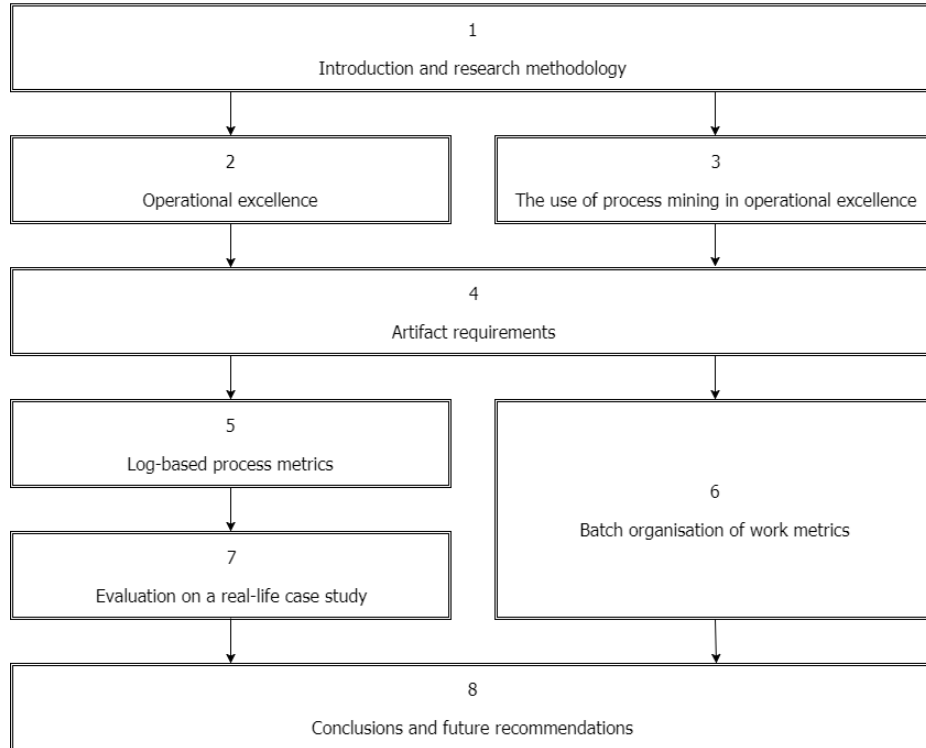 1
Introduction and research methodology
2
Operational excellence
3
The use of process mining in operational excellence
4
Artifact requirements
5
Log-based process metrics
6
Batch organisation of work metrics
7
Evaluation on a real-life case study
8
Conclusions and future recommendations